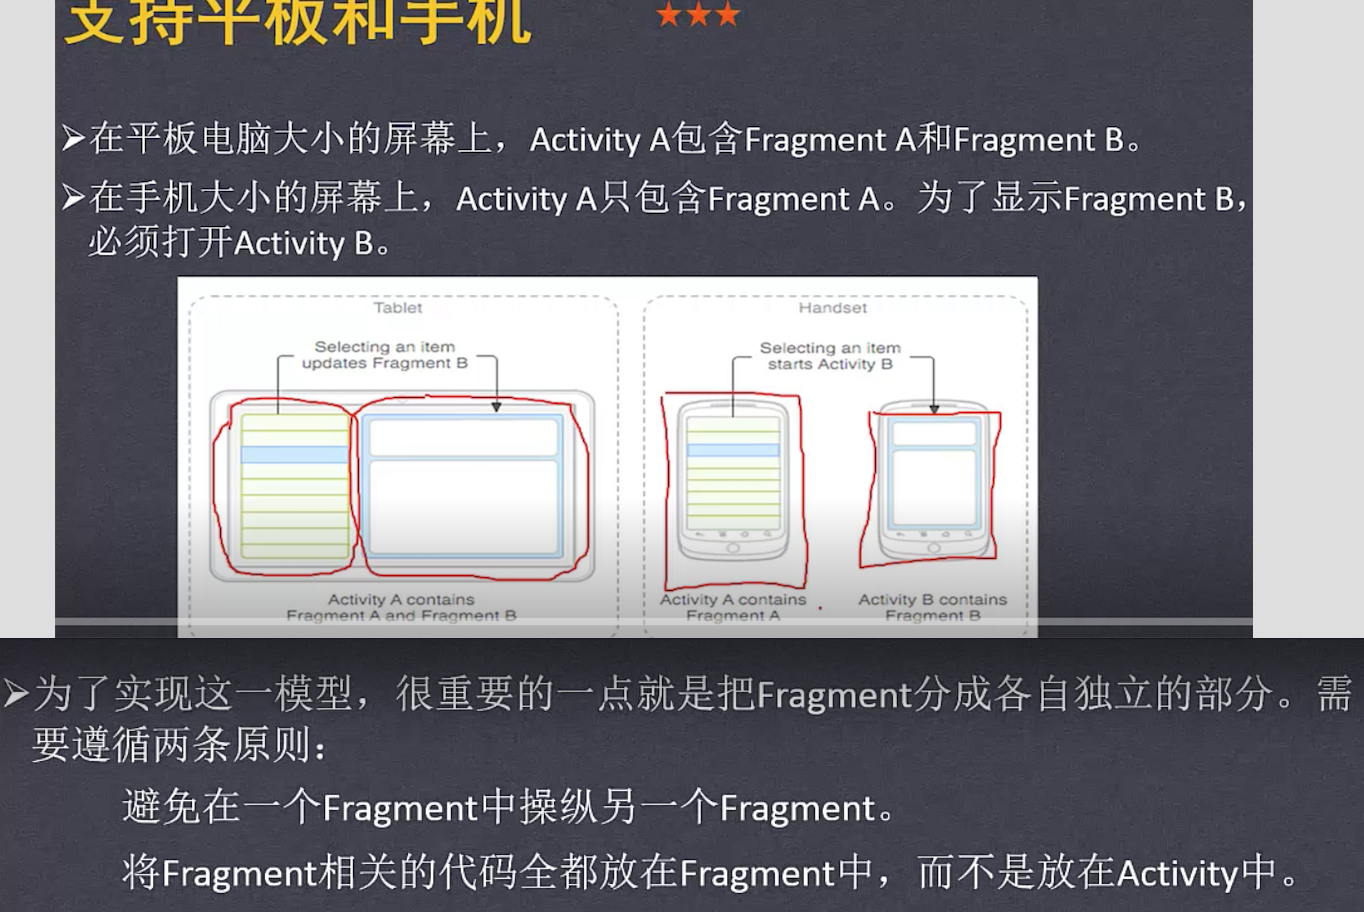 支持平板和手机 ★★★
➢在平板电脑大小的屏幕上，Activity A包含Fragment A和Fragment B。
➢在手机大小的屏幕上，Activity A只包含Fragment A。为了显示Fragment B，
必须打开Activity B。
Tablet
Selecting an item
updates Fragment B
Activity A contains
Fragment A and Fragment B
Handset
Selecting an item
starts Activity B
Activity A contains
Fragment A
Activity B contains
Fragment B
➢为了实现这一模型，很重要的一点就是把Fragment分成各自独立的部分。需
要遵循两条原则：
避免在一个Fragment中操纵另一个Fragment。
将Fragment相关的代码全都放在Fragment中，而不是放在Activity中。